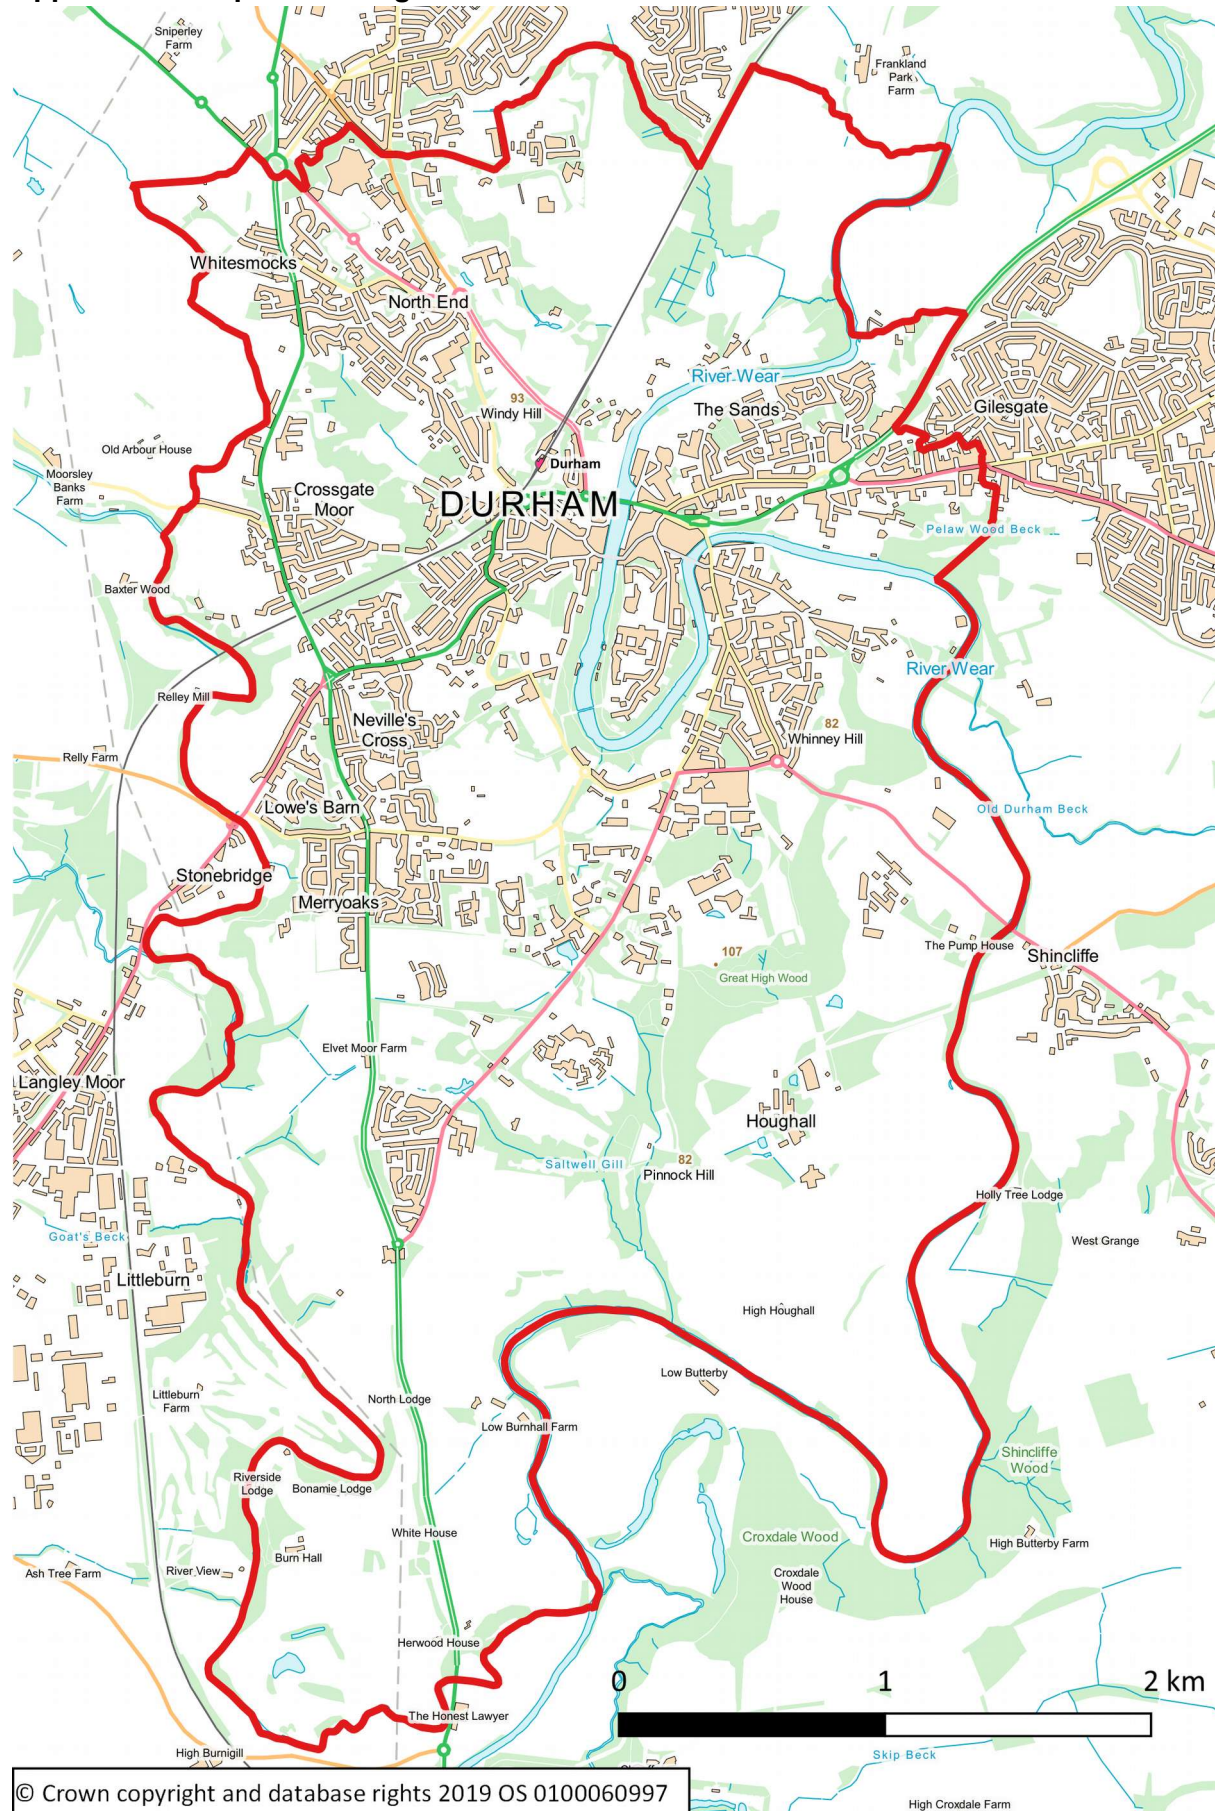 Sniperley
Farm
Frankland
Park
Farm
Whitesmocks
North End
River Wear
93
Windy Hill
The Sands
Gilesgate
Old Arbour House
Durham
Moorsley
Banks
Farm
Crossgate
Moor
DURHAM
Pelaw Wood Beck
Baxter Wood
River Wear
Relley Mill
Neville's
Cross
82
Whinney Hill
Relly Farm
Lowe's Barn
Old Durham Beck
Stonebridge
Merryoaks
The Pump House
107
Shincliffe
Great High Wood
Elvet Moor Farm
Langley Moor
Houghall
Saltwell Gill
82
Pinnock Hill
Holly Tree Lodge
Goat's Beck
West Grange
Littleburn
High Houghall
Low Butterby
Littleburn
Farm
North Lodge
Low Burnhall Farm
Shincliffe
Wood
Riverside
Lodge
Bonamie Lodge
White House
Croxdale Wood
High Butterby Farm
Burn Hall
Ash Tree Farm
River View
Croxdale
Wood
House
Herwood House
0 1 2 km
The Honest Lawyer
High Burnigill
Skip Beck
© Crown copyright and database rights 2019 OS 0100060997
High Croxdale Farm